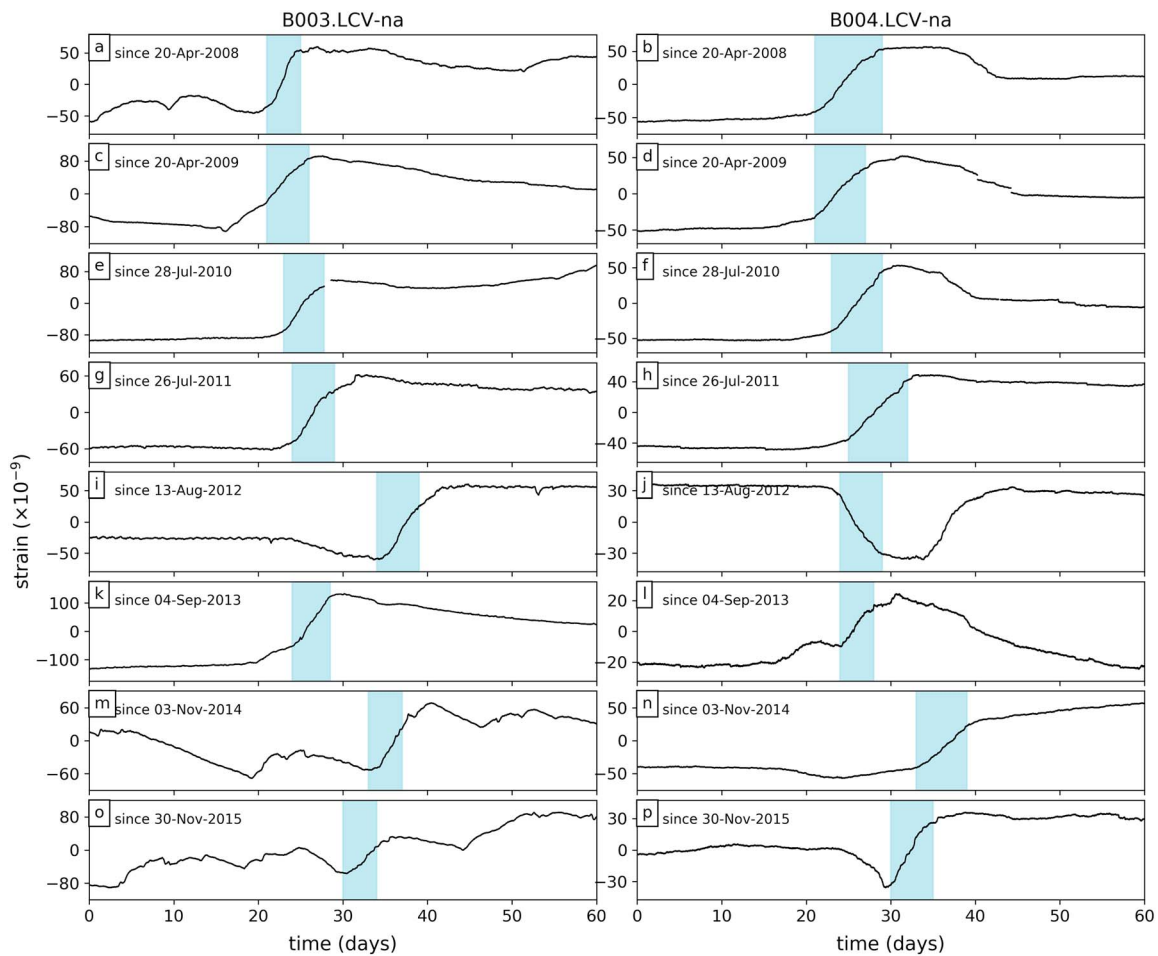 B003.LCV-na B004.LCV-na
a since 20-Apr-2008
50
0
−50
b since 20-Apr-2008
50
0
−50
c since 20-Apr-2009
80
0
−80
d since 20-Apr-2009
50
0
−50
e since 28-Jul-2010
80
0
−80
f since 28-Jul-2010
50
0
−50
g since 26-Jul-2011
60
0
−60
h since 26-Jul-2011
40
0
−40
i since 13-Aug-2012
50
0
−50
j since 13-Aug-2012
30
0
−30
k since 04-Sep-2013
100
0
−100
l since 04-Sep-2013
20
0
−20
m since 03-Nov-2014
60
0
−60
n since 03-Nov-2014
50
0
−50
o since 30-Nov-2015
80
0
−80
p since 30-Nov-2015
30
0
−30
strain (×10⁻⁹)
0 10 20 30 40 50 60
0 10 20 30 40 50 60
time (days) time (days)